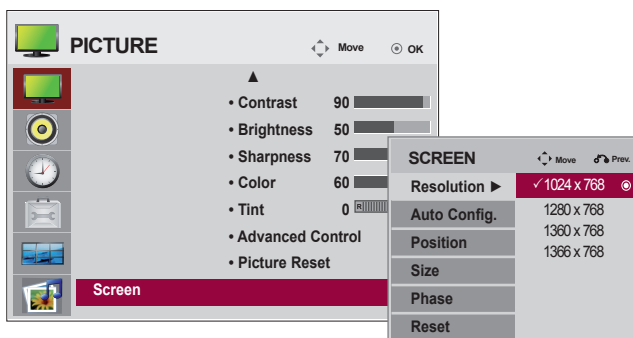 PICTURE Move OK
• Contrast 90
• Brightness 50
• Sharpness 70
• Color 60
• Tint 0 R
• Advanced Control
• Picture Reset
Screen
SCREEN Move Prev.
Resolution ► ✓1024 x 768
Auto Config. 1280 x 768
Position 1360 x 768
1366 x 768
Size
Phase
Reset